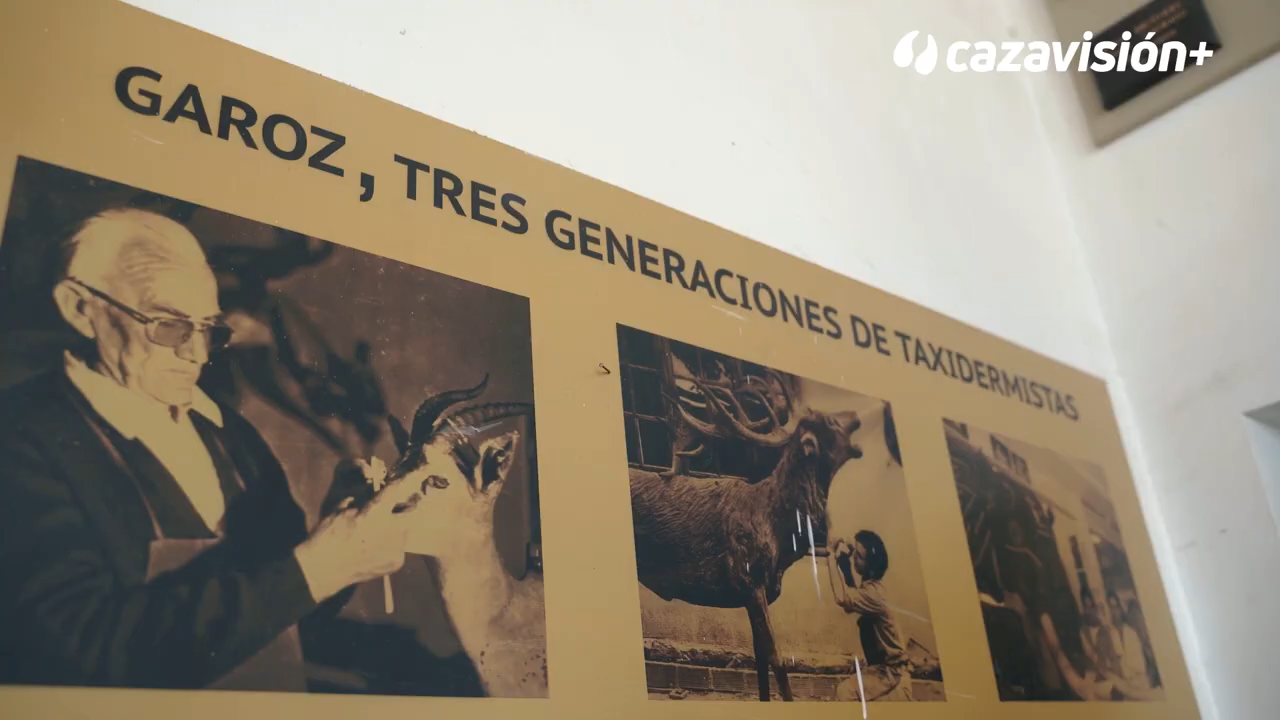 cazavisión+
GAROZ, TRES GENERACIONES DE TAXIDERMISTAS